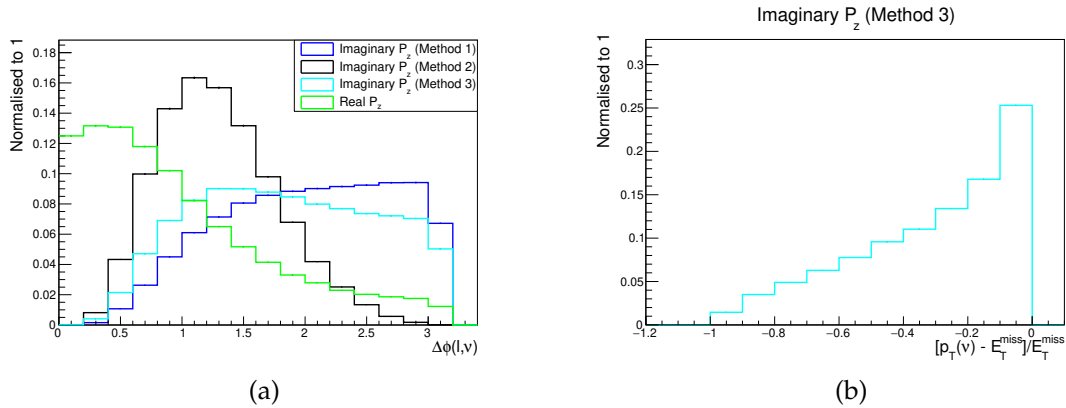 Normalised to 1
0.18
0.16
0.14
0.12
0.1
0.08
0.06
0.04
0.02
0
0 0.5 1 1.5 2 2.5 3
Δϕ(l,ν)
Imaginary P_z (Method 1)
Imaginary P_z (Method 2)
Imaginary P_z (Method 3)
Real P_z
(a)
Imaginary P_z (Method 3)
Normalised to 1
0.3
0.25
0.2
0.15
0.1
0.05
0
−1.2 −1 −0.8 −0.6 −0.4 −0.2 0
[p_T(ν) - E_T^miss]/E_T^miss
(b)